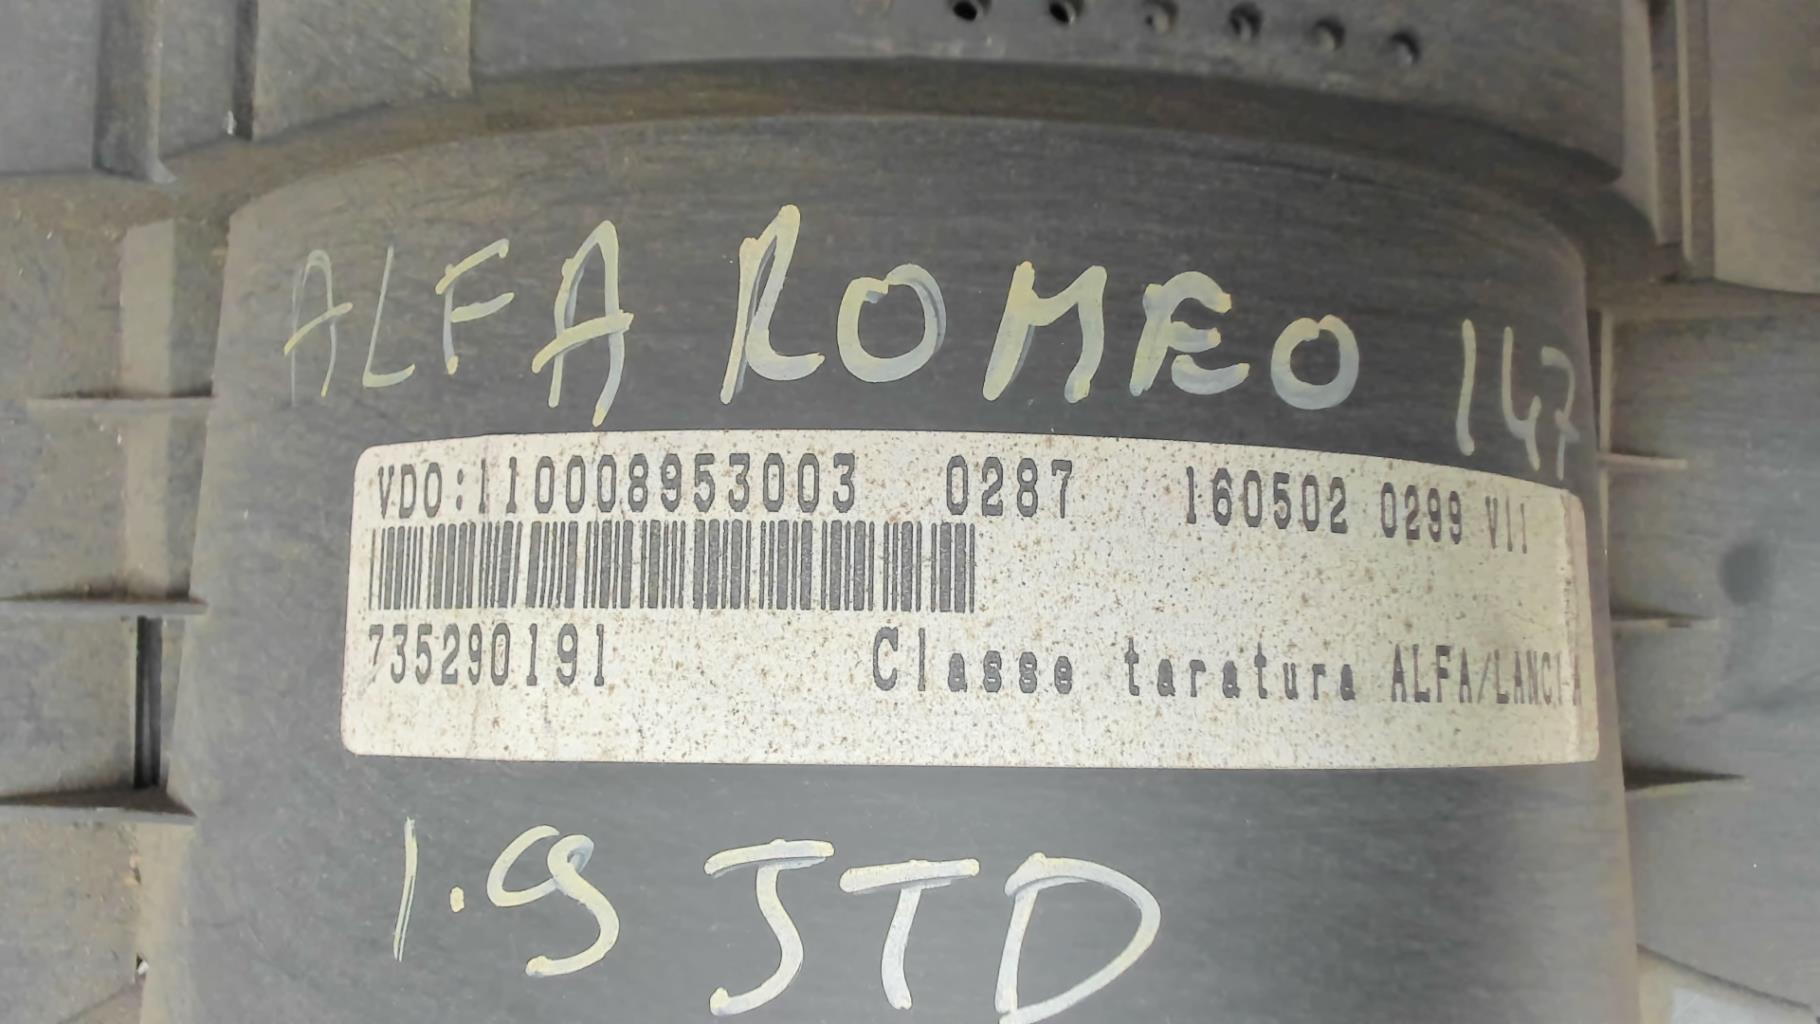 ALFA ROMEO 147
VDO:110008953003 0287 160502 0299 V11
735290191 Classe taratura ALFA/LANCIA
1.9 JTD